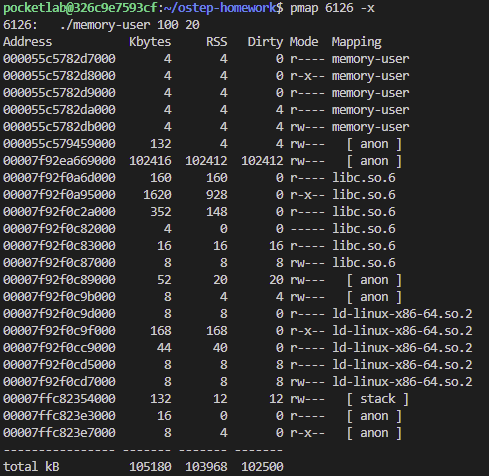 pocketlab@326c9e7593cf:~/ostep-homework$ pmap 6126 -x
6126:   ./memory-user 100 20
Address           Kbytes     RSS   Dirty Mode  Mapping
000055c5782d7000       4       4       0 r---- memory-user
000055c5782d8000       4       4       0 r-x-- memory-user
000055c5782d9000       4       4       0 r---- memory-user
000055c5782da000       4       4       4 r---- memory-user
000055c5782db000       4       4       4 rw--- memory-user
000055c579459000     132       4       4 rw---   [ anon ]
00007f92ea669000  102416  102412  102412 rw---   [ anon ]
00007f92f0a6d000     160     160       0 r---- libc.so.6
00007f92f0a95000    1620     928       0 r-x-- libc.so.6
00007f92f0c2a000     352     148       0 r---- libc.so.6
00007f92f0c82000       4       0       0 ----- libc.so.6
00007f92f0c83000      16      16      16 r---- libc.so.6
00007f92f0c87000       8       8       8 rw--- libc.so.6
00007f92f0c89000      52      20      20 rw---   [ anon ]
00007f92f0c9b000       8       4       4 rw---   [ anon ]
00007f92f0c9d000       8       8       0 r---- ld-linux-x86-64.so.2
00007f92f0c9f000     168     168       0 r-x-- ld-linux-x86-64.so.2
00007f92f0cc9000      44      40       0 r---- ld-linux-x86-64.so.2
00007f92f0cd5000       8       8       8 r---- ld-linux-x86-64.so.2
00007f92f0cd7000       8       8       8 rw--- ld-linux-x86-64.so.2
00007ffc82354000     132      12      12 rw---   [ stack ]
00007ffc823e3000      16       0       0 r----   [ anon ]
00007ffc823e7000       8       4       0 r-x--   [ anon ]
---------------- ------- ------- -------
total kB          105180  103968  102500